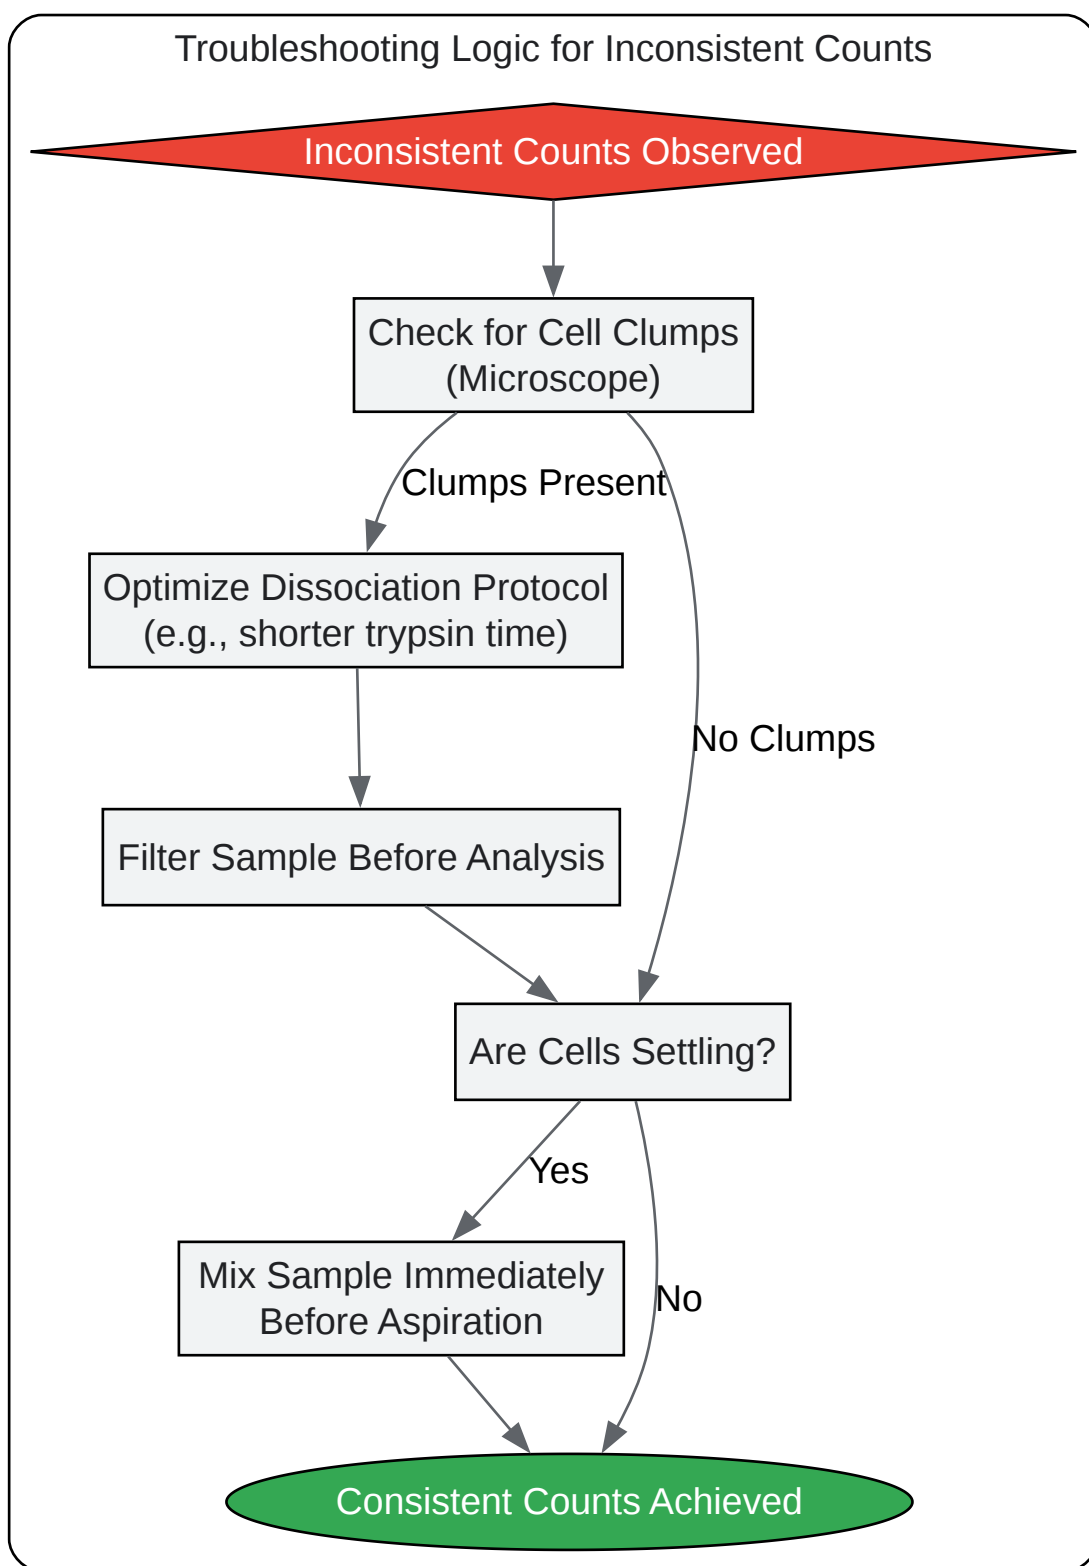 Troubleshooting Logic for Inconsistent Counts
Inconsistent Counts Observed
Check for Cell Clumps
(Microscope)
Clumps Present
Optimize Dissociation Protocol
(e.g., shorter trypsin time)
No Clumps
Filter Sample Before Analysis
Are Cells Settling?
Yes
Mix Sample Immediately
Before Aspiration
No
Consistent Counts Achieved